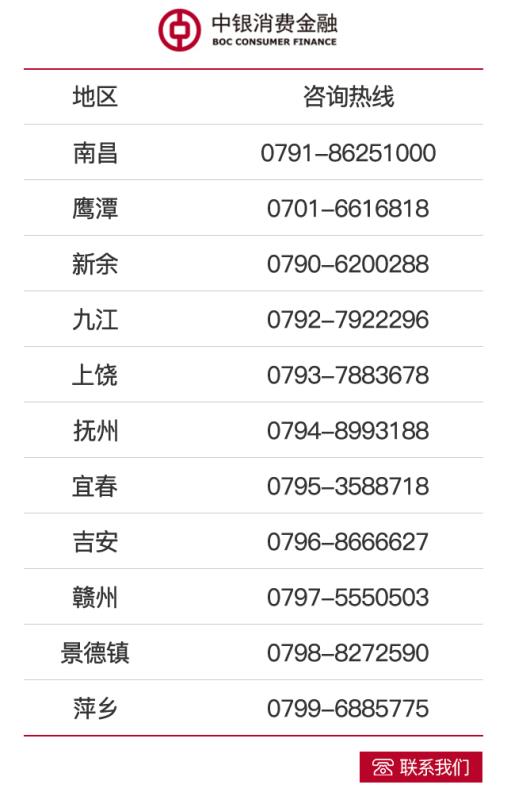 中银消费金融
BOC CONSUMER FINANCE
地区 咨询热线
南昌 0791-86251000
鹰潭 0701-6616818
新余 0790-6200288
九江 0792-7922296
上饶 0793-7883678
抚州 0794-8993188
宜春 0795-3588718
吉安 0796-8666627
赣州 0797-5550503
景德镇 0798-8272590
萍乡 0799-6885775
联系我们